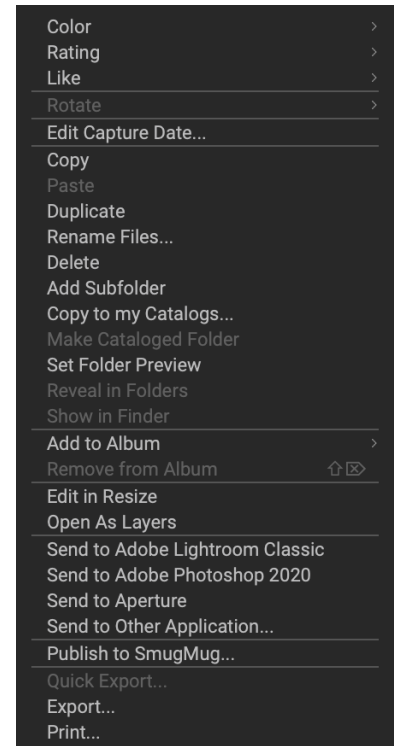 Color
Rating
Like
Rotate
Edit Capture Date...
Copy
Paste
Duplicate
Rename Files...
Delete
Add Subfolder
Copy to my Catalogs...
Make Cataloged Folder
Set Folder Preview
Reveal in Folders
Show in Finder
Add to Album
Remove from Album ⇧⌦
Edit in Resize
Open As Layers
Send to Adobe Lightroom Classic
Send to Adobe Photoshop 2020
Send to Aperture
Send to Other Application...
Publish to SmugMug...
Quick Export...
Export...
Print...